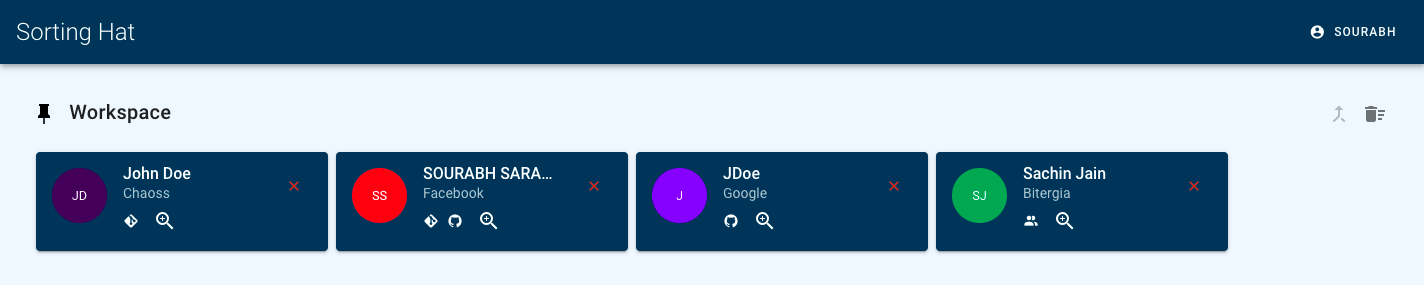 Sorting Hat
SOURABH
Workspace
JD
John Doe
Chaoss
SS
SOURABH SARA...
Facebook
J
JDoe
Google
SJ
Sachin Jain
Bitergia